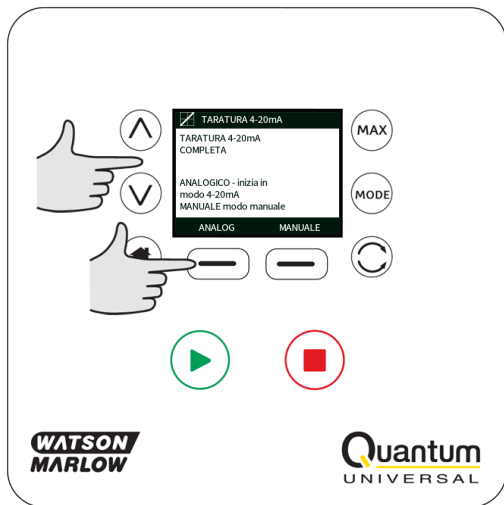 TARATURA 4-20mA
TARATURA 4-20mA
COMPLETA
ANALOGICO - inizia in
modo 4-20mA
MANUALE modo manuale
ANALOG MANUALE
MAX
MODE
WATSON
MARLOW
Quantum
UNIVERSAL